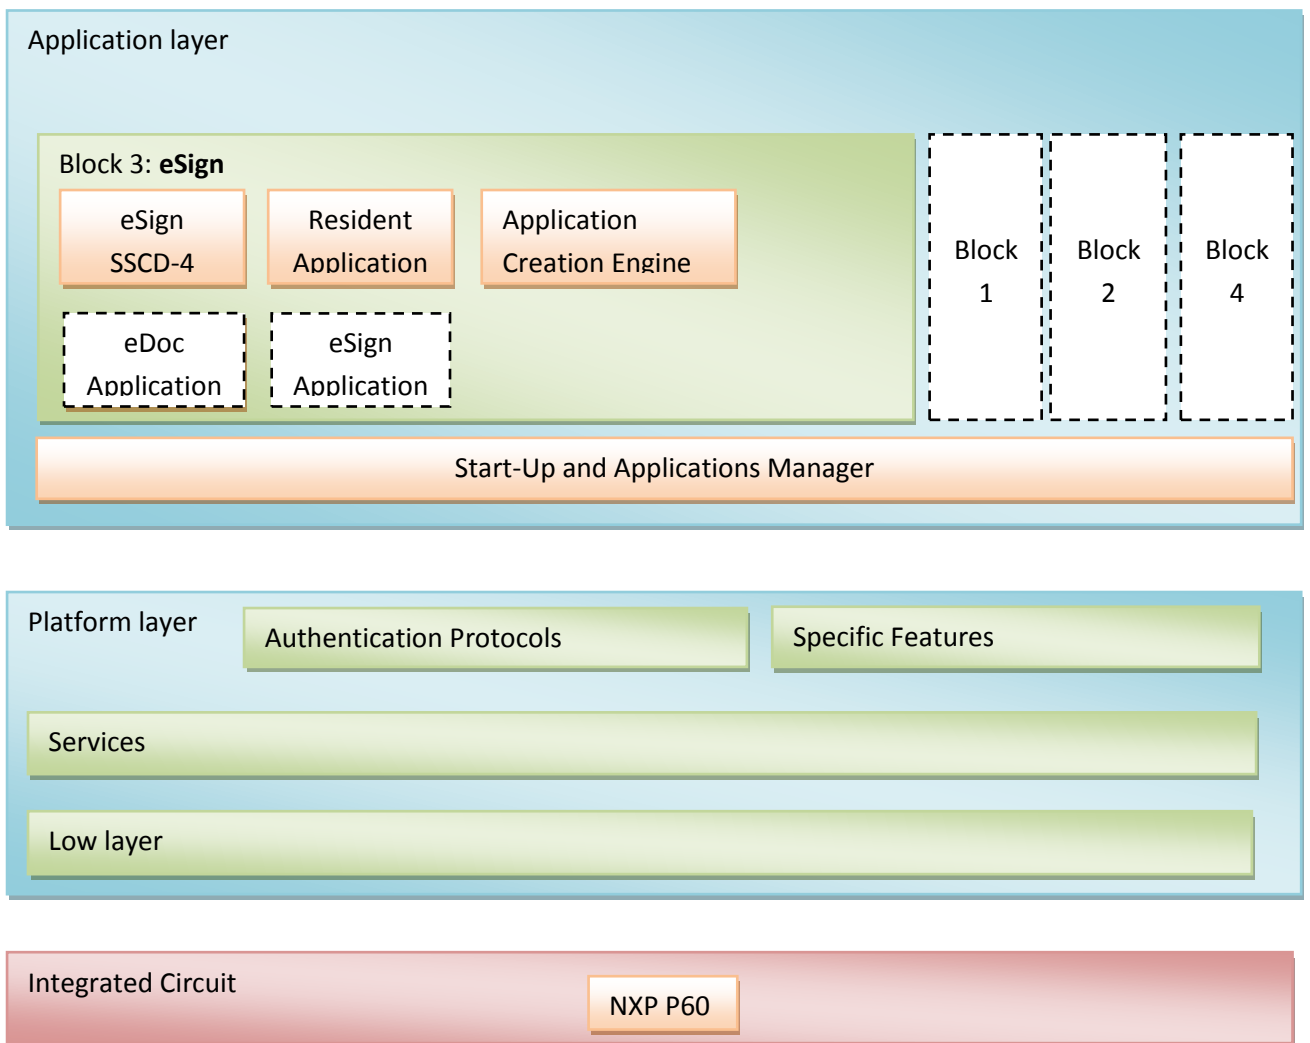 Application layer
Block 3: eSign
eSign
SSCD-4
Resident
Application
Application
Creation Engine
eDoc
Application
eSign
Application
Block
1
Block
2
Block
4
Start-Up and Applications Manager
Platform layer
Authentication Protocols
Specific Features
Services
Low layer
Integrated Circuit
NXP P60